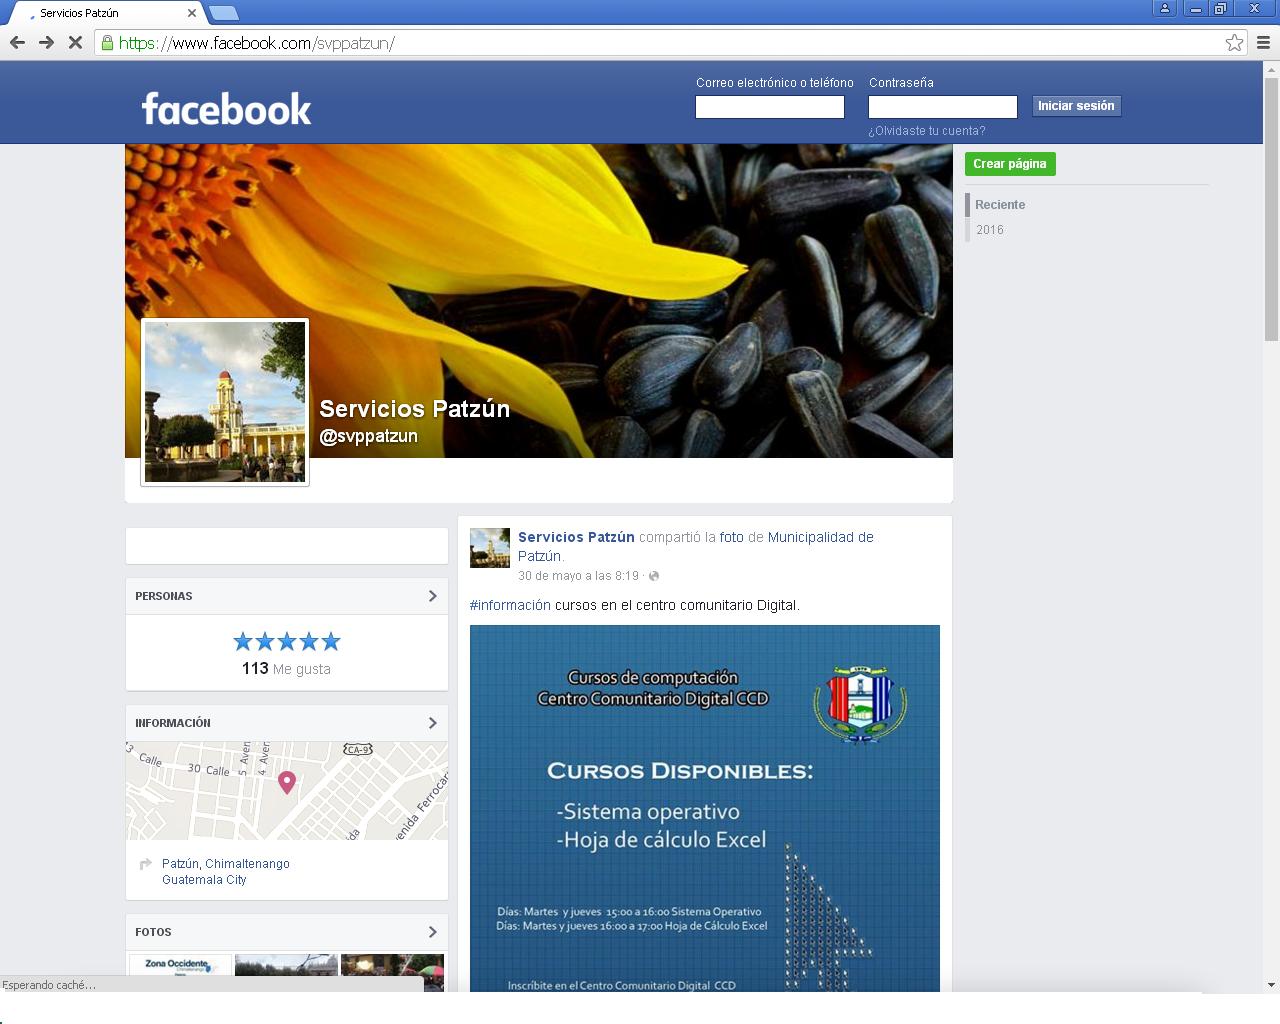 Servicios Patzún
https://www.facebook.com/svppatzun/
facebook
Correo electrónico o teléfono
Contraseña
Iniciar sesión
¿Olvidaste tu cuenta?
Crear página
Reciente
2016
Servicios Patzún
@svppatzun
PERSONAS
113 Me gusta
INFORMACIÓN
Calle
30 Calle
5 Aven
4 Aven
CA-9
enida Ferrocar
da
Patzún, Chimaltenango
Guatemala City
FOTOS
Zona Occidente
Chimaltenango
Servicios Patzún compartió la foto de Municipalidad de
Patzún.
30 de mayo a las 8:19 ·
#información cursos en el centro comunitario Digital.
Cursos de computación
Centro Comunitario Digital CCD
CURSOS DISPONIBLES:
-Sistema operativo
-Hoja de cálculo Excel
Días: Martes y jueves 15:00 a 16:00 Sistema Operativo
Días: Martes y jueves 16:00 a 17:00 Hoja de Cálculo Excel
Inscribite en el Centro Comunitario Digital CCD
Esperando caché...